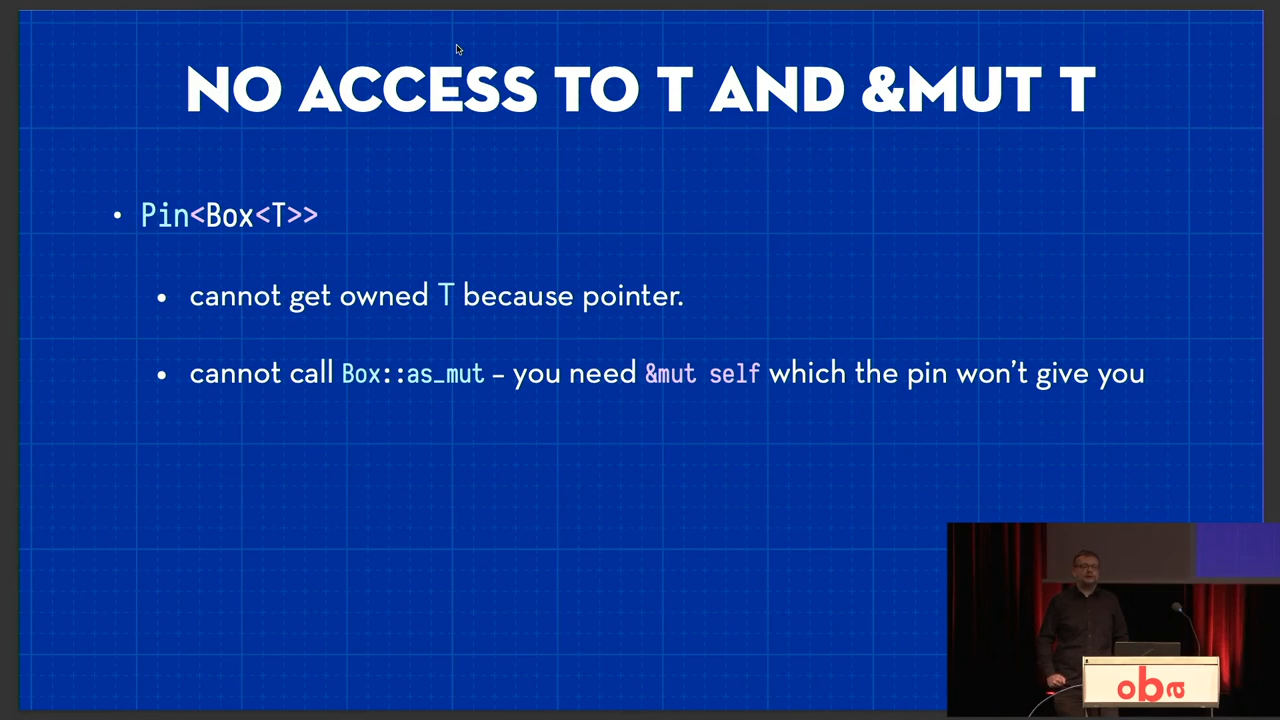 NO ACCESS TO T AND &MUT T
• Pin<Box<T>>
• cannot get owned T because pointer.
• cannot call Box::as_mut – you need &mut self which the pin won’t give you
oba